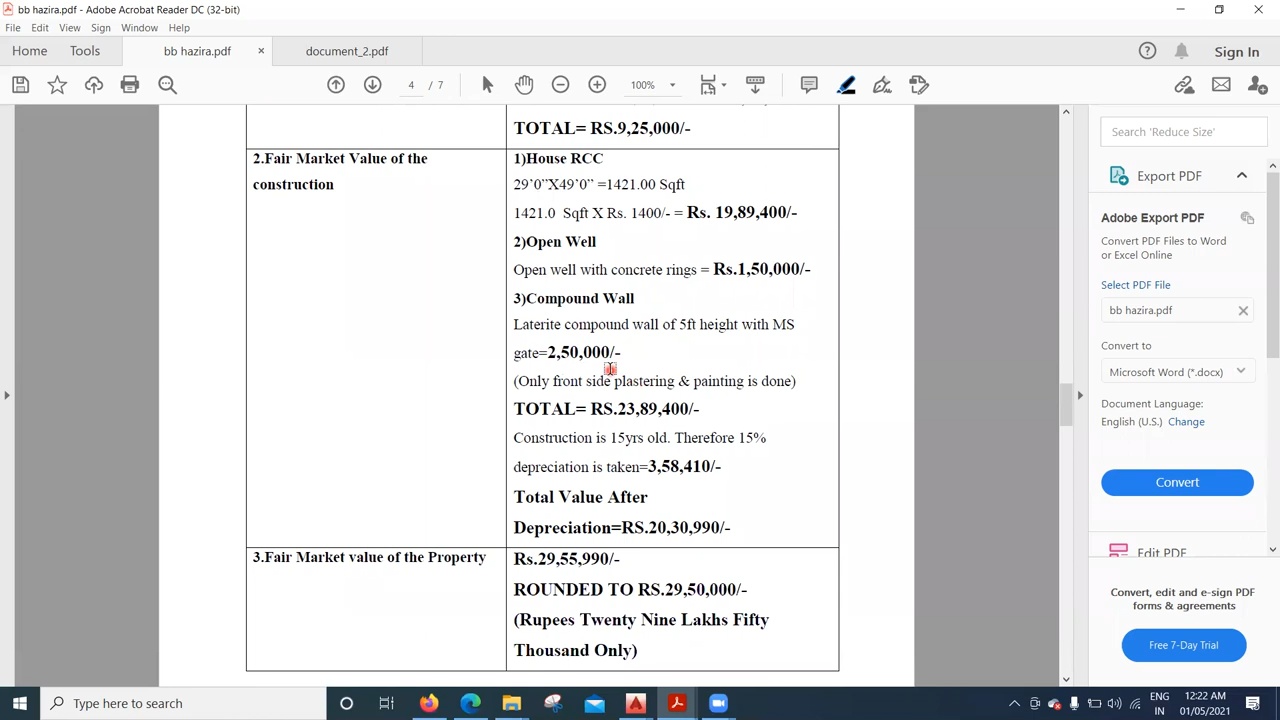 bb hazira.pdf - Adobe Acrobat Reader DC (32-bit)
File Edit View Sign Window Help
Home Tools bb hazira.pdf × document_2.pdf Sign In
4 / 7 100%
TOTAL= RS.9,25,000/-
2.Fair Market Value of the
construction
1)House RCC
29’0”X49’0” =1421.00 Sqft
1421.0 Sqft X Rs. 1400/- = Rs. 19,89,400/-
2)Open Well
Open well with concrete rings = Rs.1,50,000/-
3)Compound Wall
Laterite compound wall of 5ft height with MS
gate=2,50,000/-
(Only front side plastering & painting is done)
TOTAL= RS.23,89,400/-
Construction is 15yrs old. Therefore 15%
depreciation is taken=3,58,410/-
Total Value After
Depreciation=RS.20,30,990/-
3.Fair Market value of the Property
Rs.29,55,990/-
ROUNDED TO RS.29,50,000/-
(Rupees Twenty Nine Lakhs Fifty
Thousand Only)
Search 'Reduce Size'
Export PDF
Adobe Export PDF
Convert PDF Files to Word
or Excel Online
Select PDF File
bb hazira.pdf
Convert to
Microsoft Word (*.docx)
Document Language:
English (U.S.) Change
Convert
Edit PDF
Convert, edit and e-sign PDF
forms & agreements
Free 7-Day Trial
Type here to search
ENG
IN
12:22 AM
01/05/2021